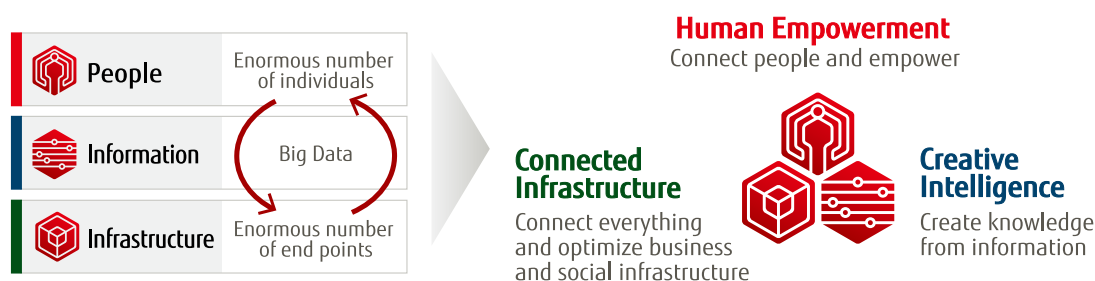 People
Enormous number
of individuals
Information
Big Data
Infrastructure
Enormous number
of end points
Human Empowerment
Connect people and empower
Connected
Infrastructure
Connect everything
and optimize business
and social infrastructure
Creative
Intelligence
Create knowledge
from information